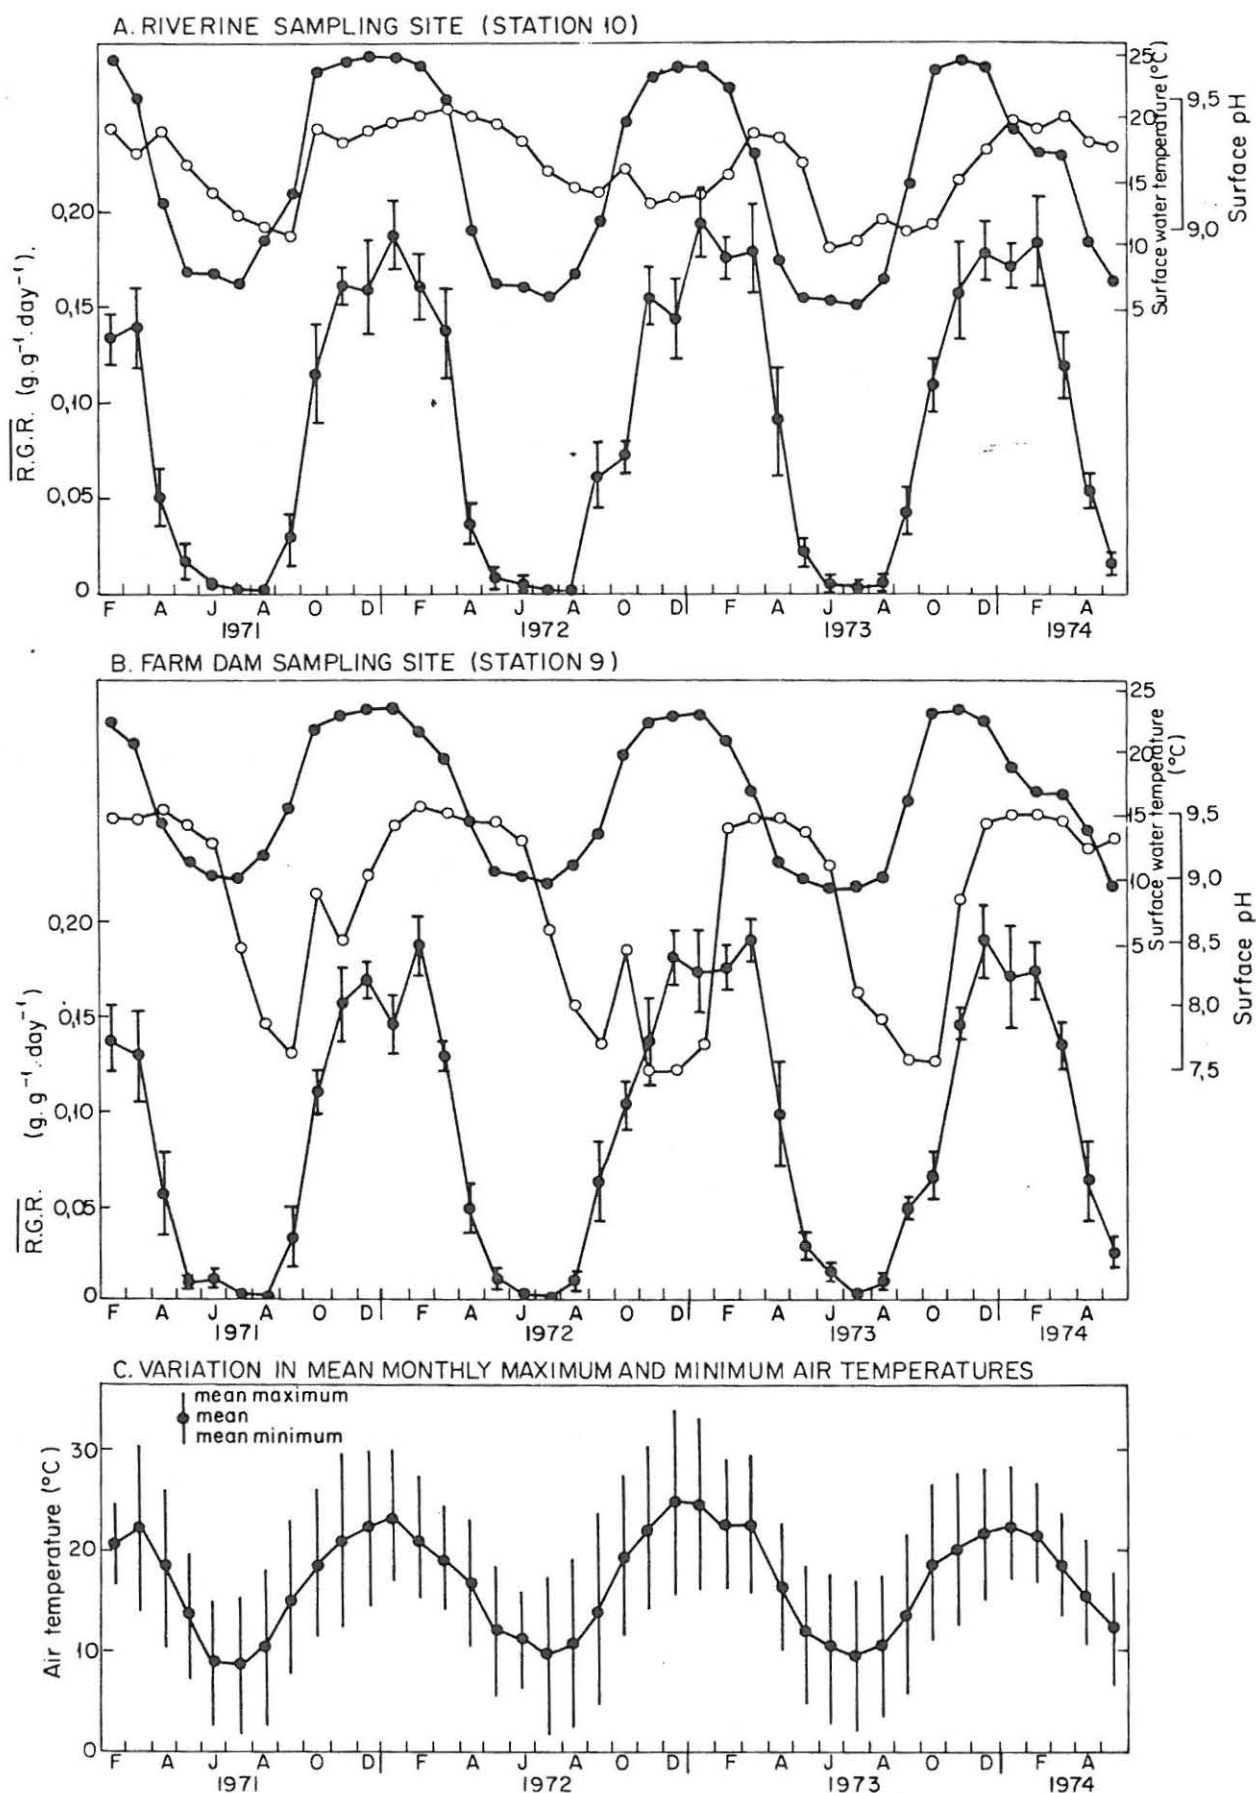 A. RIVERINE SAMPLING SITE (STATION 10)
25
20
15
10
5
Surface water temperature (°C)
9,5
9,0
Surface pH
0,20
0,15
0,10
0,05
0
R.G.R. (g.g⁻¹.day⁻¹).
F A J A O D F A J A O D F A J A O D F A
1971 1972 1973 1974
B. FARM DAM SAMPLING SITE (STATION 9)
25
20
15
10
5
Surface water temperature (°C)
9,5
9,0
8,5
8,0
7,5
Surface pH
0,20
0,15
0,10
0,05
0
R.G.R. (g.g⁻¹.day⁻¹)
F A J A O D F A J A O D F A J A O D F A
1971 1972 1973 1974
C. VARIATION IN MEAN MONTHLY MAXIMUM AND MINIMUM AIR TEMPERATURES
mean maximum
mean
mean minimum
30
20
10
0
Air temperature (°C)
F A J A O D F A J A O D F A J A O D F A
1971 1972 1973 1974